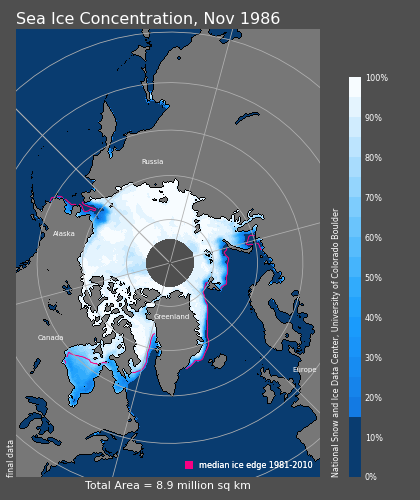 Sea Ice Concentration, Nov 1986
Russia
Alaska
Greenland
Canada
Europe
100%
90%
80%
70%
60%
50%
40%
30%
20%
10%
0%
National Snow and Ice Data Center, University of Colorado Boulder
final data
median ice edge 1981-2010
Total Area = 8.9 million sq km